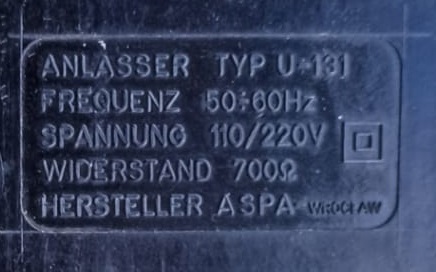 ANLASSER TYP U-131
FREQUENZ 50÷60Hz
SPANNUNG 110/220V
WIDERSTAND 700Ω
HERSTELLER ASPA WROCŁAW